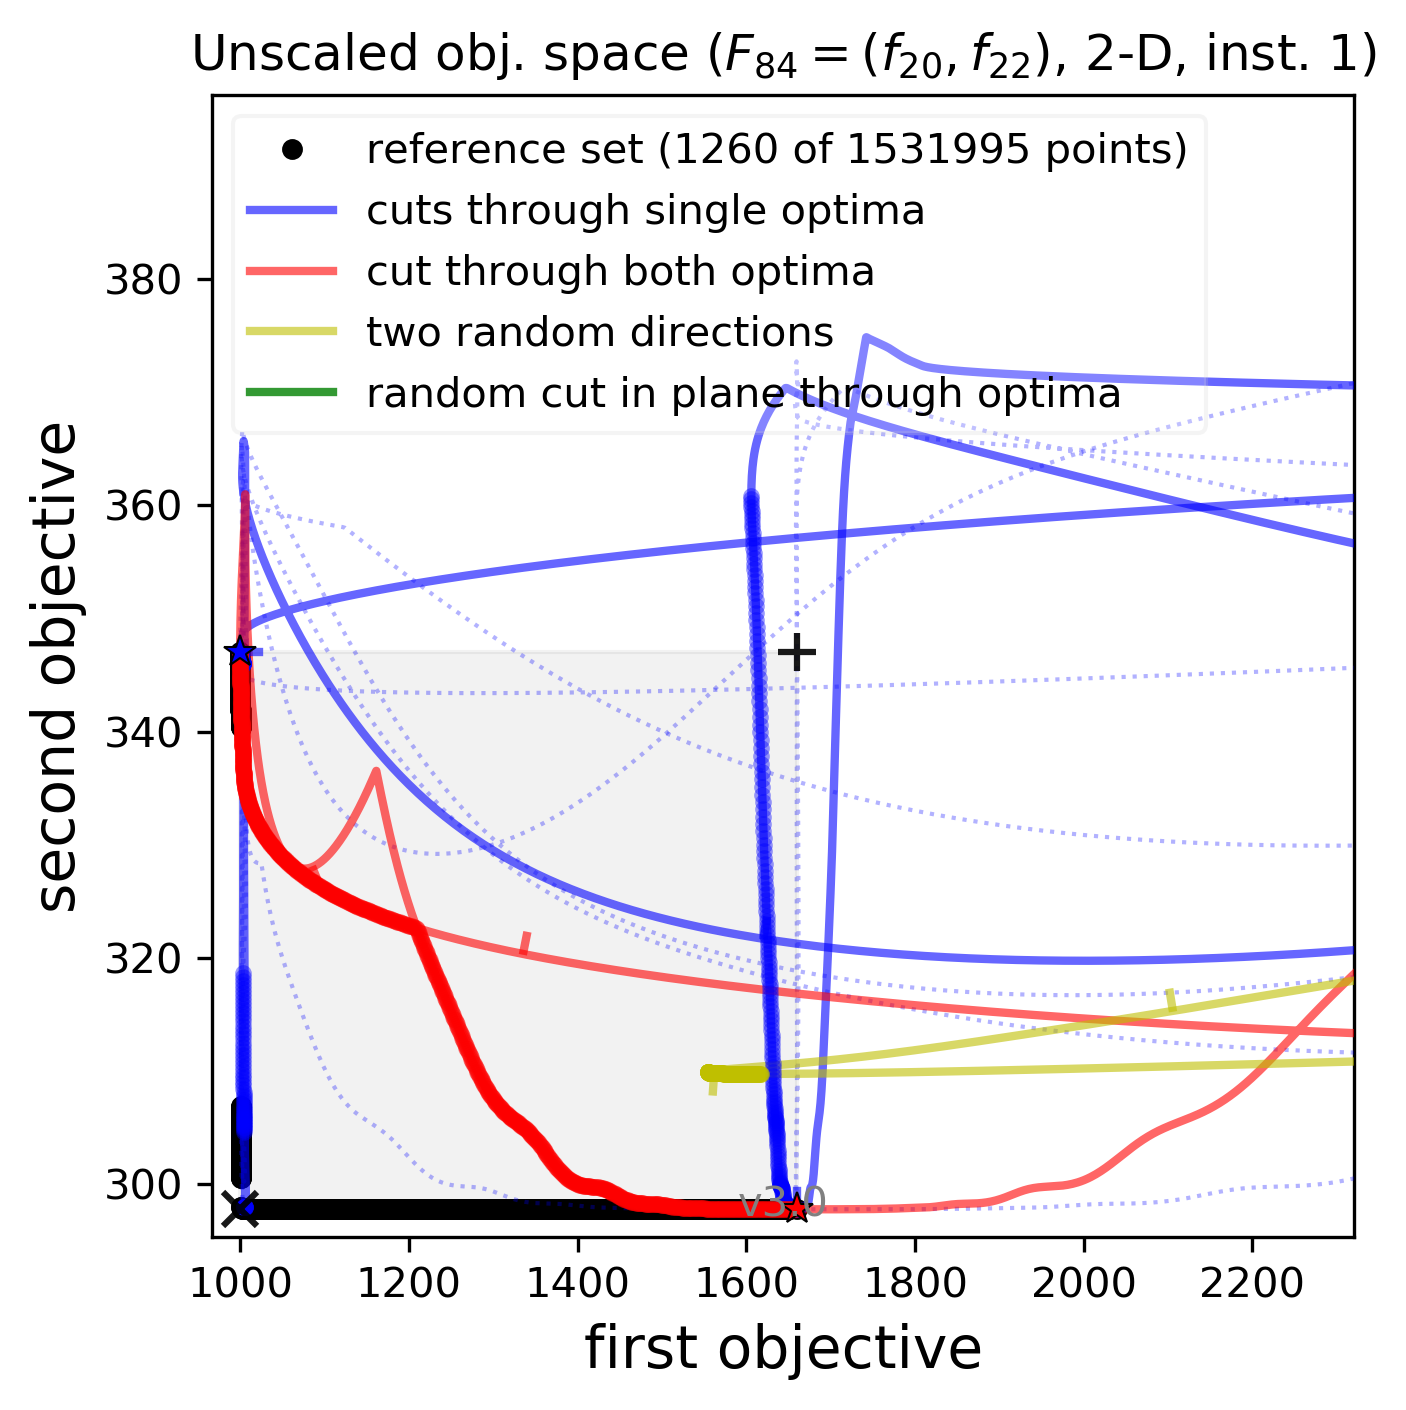 Unscaled obj. space (F84 = (f20, f22), 2-D, inst. 1)
reference set (1260 of 1531995 points)
cuts through single optima
cut through both optima
two random directions
random cut in plane through optima
second objective
380
360
340
320
300
v3.0
1000 1200 1400 1600 1800 2000 2200
first objective